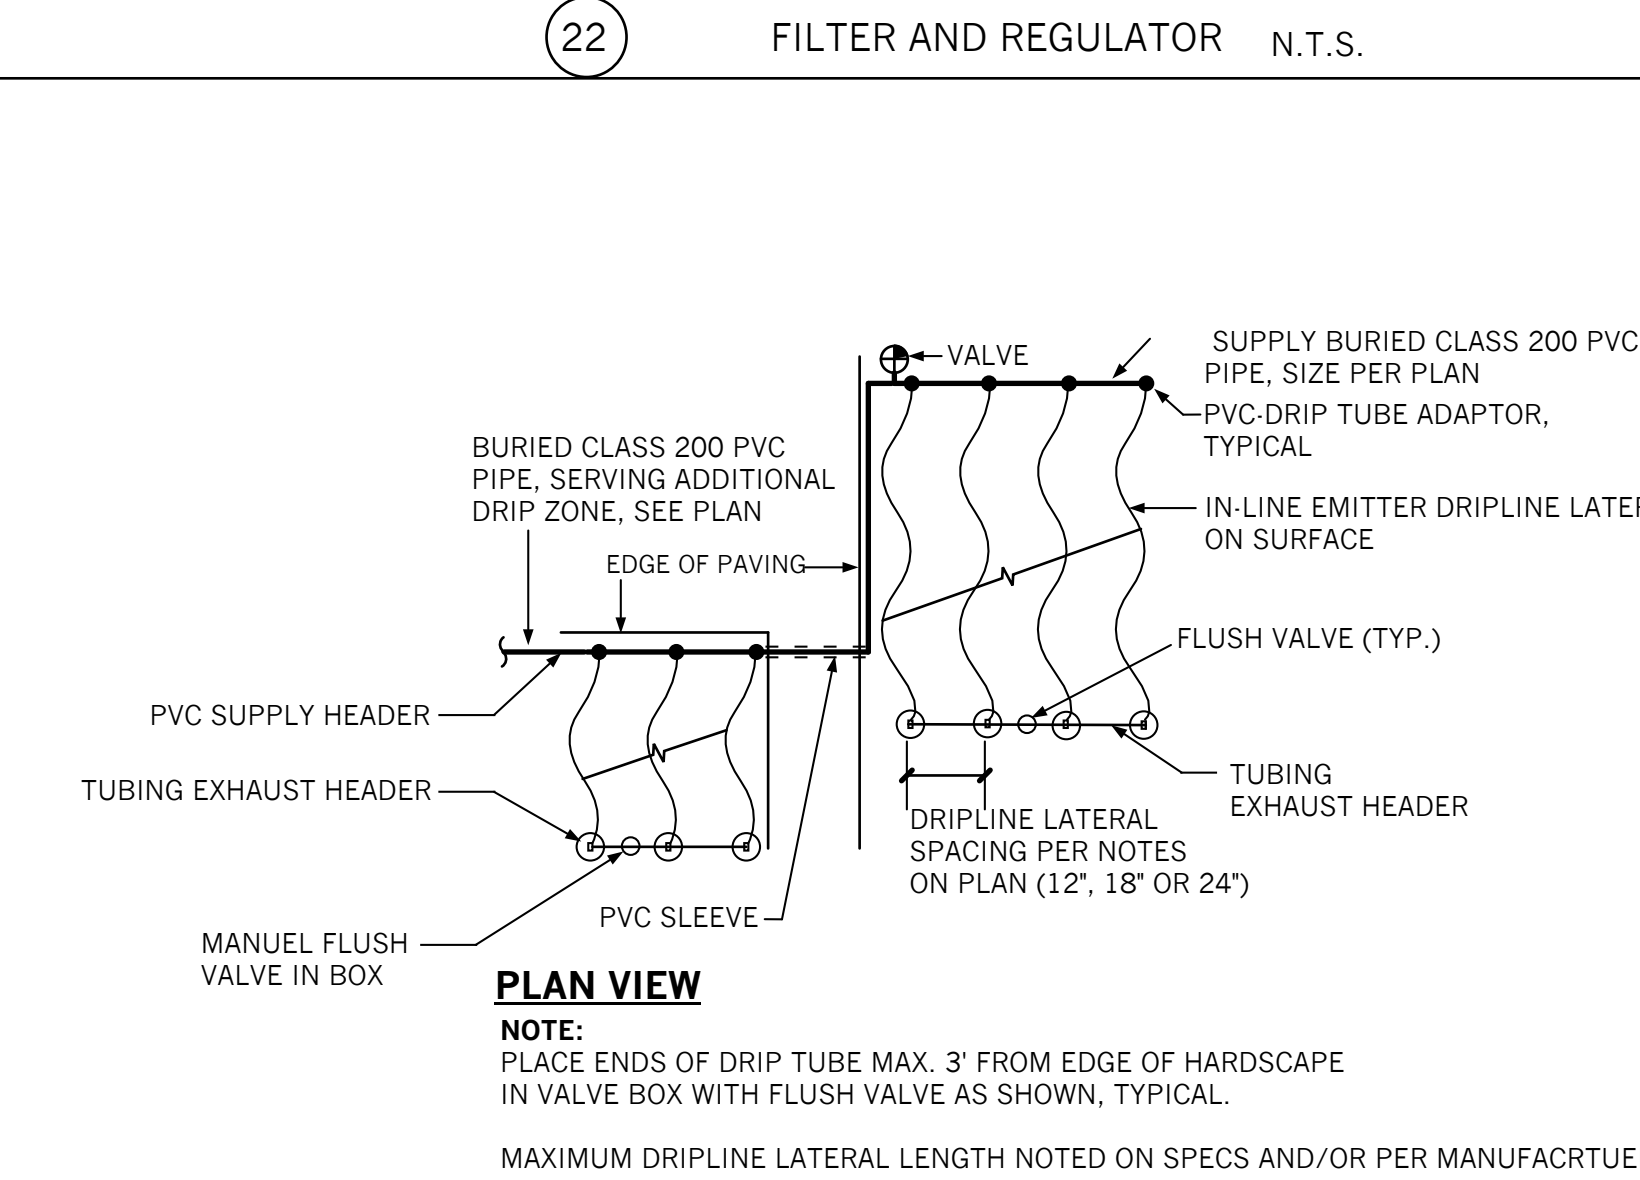 22
FILTER AND REGULATOR N.T.S.
VALVE
SUPPLY BURIED CLASS 200 PVC
PIPE, SIZE PER PLAN
PVC-DRIP TUBE ADAPTOR,
TYPICAL
BURIED CLASS 200 PVC
PIPE, SERVING ADDITIONAL
DRIP ZONE, SEE PLAN
IN-LINE EMITTER DRIPLINE
ON SURFACE
EDGE OF PAVING
N
FLUSH VALVE (TYP.)
PVC SUPPLY HEADER
N
TUBING EXHAUST HEADER
TUBING
EXHAUST HEADER
DRIPLINE LATERAL
SPACING PER NOTES
ON PLAN (12", 18" OR 24")
PVC SLEEVE
MANUEL FLUSH
VALVE IN BOX
PLAN VIEW
NOTE:
PLACE ENDS OF DRIP TUBE MAX. 3' FROM EDGE OF HARDSCAPE
IN VALVE BOX WITH FLUSH VALVE AS SHOWN, TYPICAL.
MAXIMUM DRIPLINE LATERAL LENGTH NOTED ON SPECS AND/OR PER MANUFACRTUE